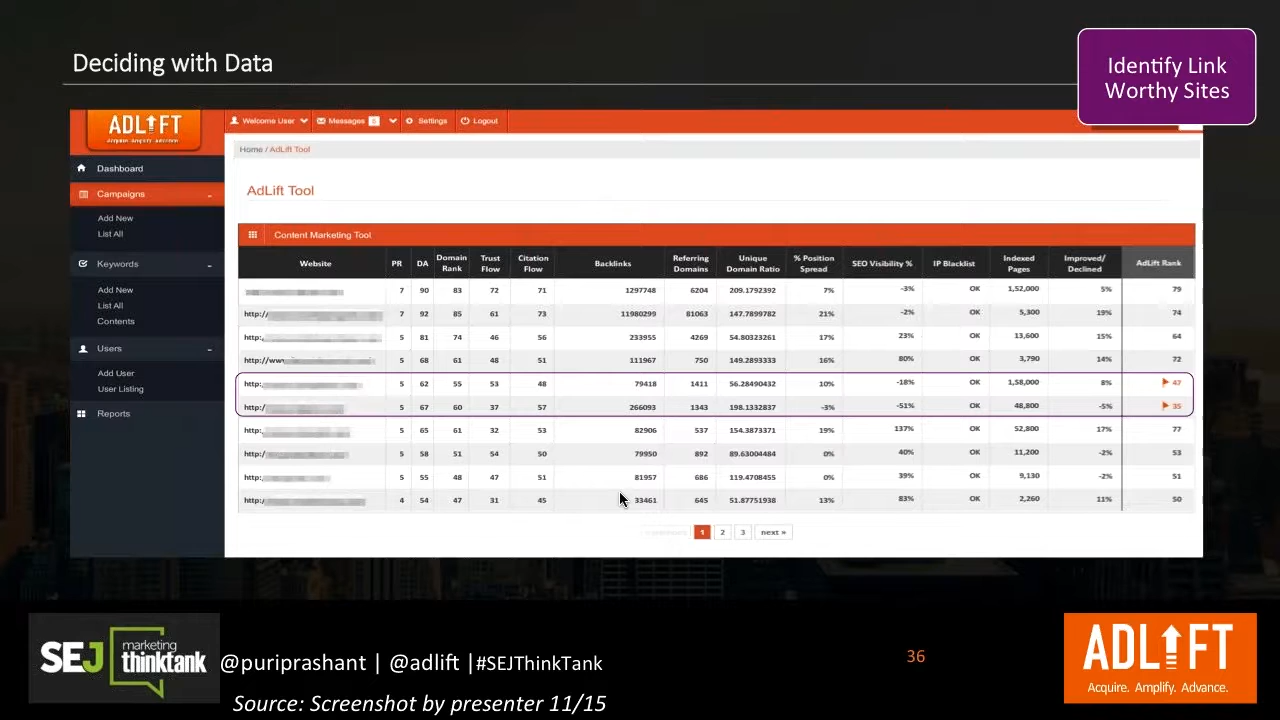 Deciding with Data
Identify Link
Worthy Sites
ADLIFT
Acquire. Amplify. Advance.
Welcome User
Messages 6
Settings
Logout
Dashboard
Campaigns
Add New
List All
Keywords
Add New
List All
Contents
Users
Add User
User Listing
Reports
Home / AdLift Tool
AdLift Tool
Content Marketing Tool
Website PR DA Domain Rank Trust Flow Citation Flow Backlinks Referring Domains Unique Domain Ratio % Position Spread SEO Visibility % IP Blacklist Indexed Pages Improved/ Declined AdLift Rank
7 90 83 72 71 1297748 6204 209.1792392 7% -3% OK 1,52,000 5% 79
http:// 7 92 85 61 73 11980299 81063 147.7899782 21% -2% OK 5,300 19% 74
http: 5 81 74 46 56 233955 4269 54.80323261 17% 23% OK 13,600 15% 64
http://www 5 68 61 48 51 111967 750 149.2893333 16% 80% OK 3,790 14% 72
http: 5 62 55 53 48 79418 1411 56.28490432 10% -18% OK 1,58,000 8% 47
http:/ 5 67 60 37 57 266093 1343 198.1332837 -3% -51% OK 48,800 -5% 35
http: 5 65 61 32 53 82906 537 154.3873371 19% 137% OK 52,800 17% 77
http: 5 58 51 54 50 79950 892 89.63004484 0% 40% OK 11,200 -2% 53
http: 5 55 48 47 51 81957 686 119.4708455 0% 39% OK 9,130 -2% 51
http:/ 4 54 47 31 45 33461 645 51.87751938 13% 83% OK 2,260 11% 50
1 2 3 next »
SEJ marketing thinktank
@puriprashant | @adlift |#SEJThinkTank
36
Source: Screenshot by presenter 11/15
ADLIFT
Acquire. Amplify. Advance.